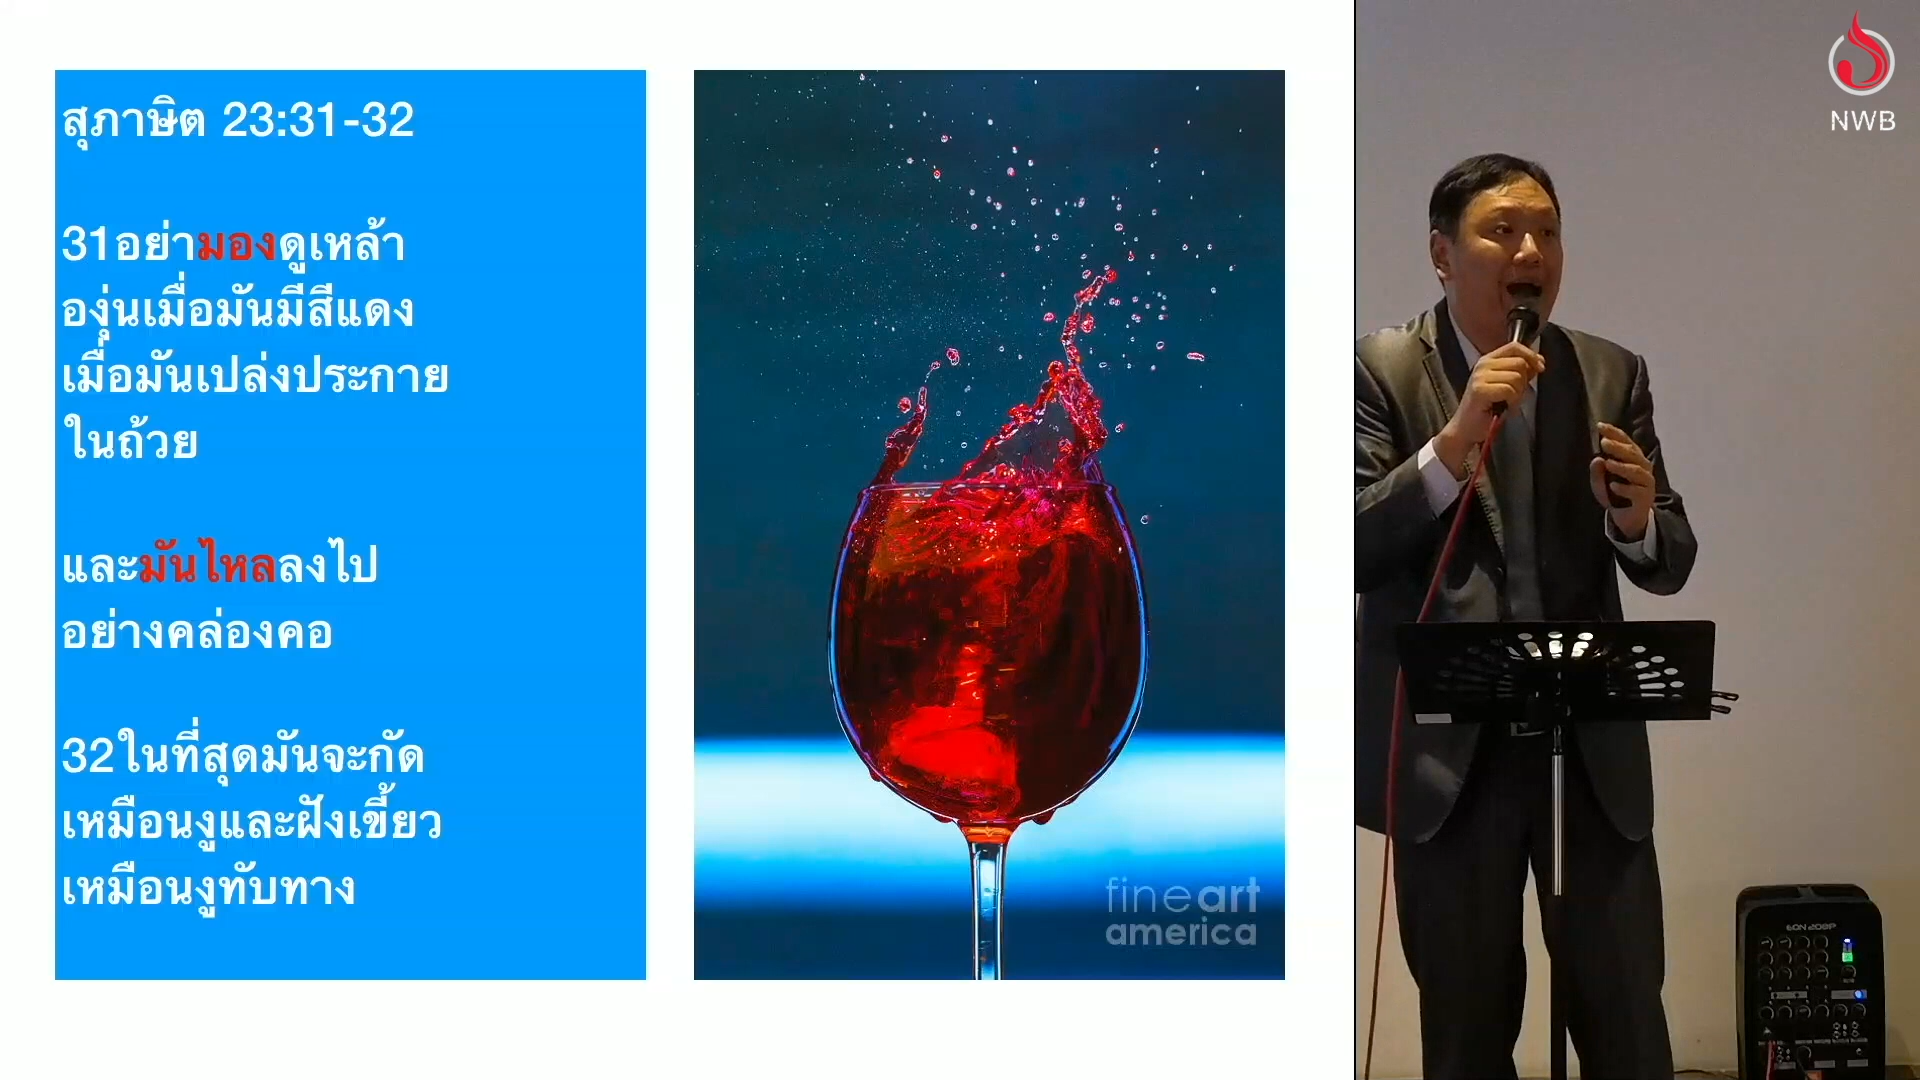 สุภาษิต 23:31-32
31อย่ามองดูเหล้า
องุ่นเมื่อมันมีสีแดง
เมื่อมันเปล่งประกาย
ในถ้วย
และมันไหลลงไป
อย่างคล่องคอ
32ในที่สุดมันจะกัด
เหมือนงูและฝังเขี้ยว
เหมือนงูทับทาง
fineart
america
NWB
EON 208P